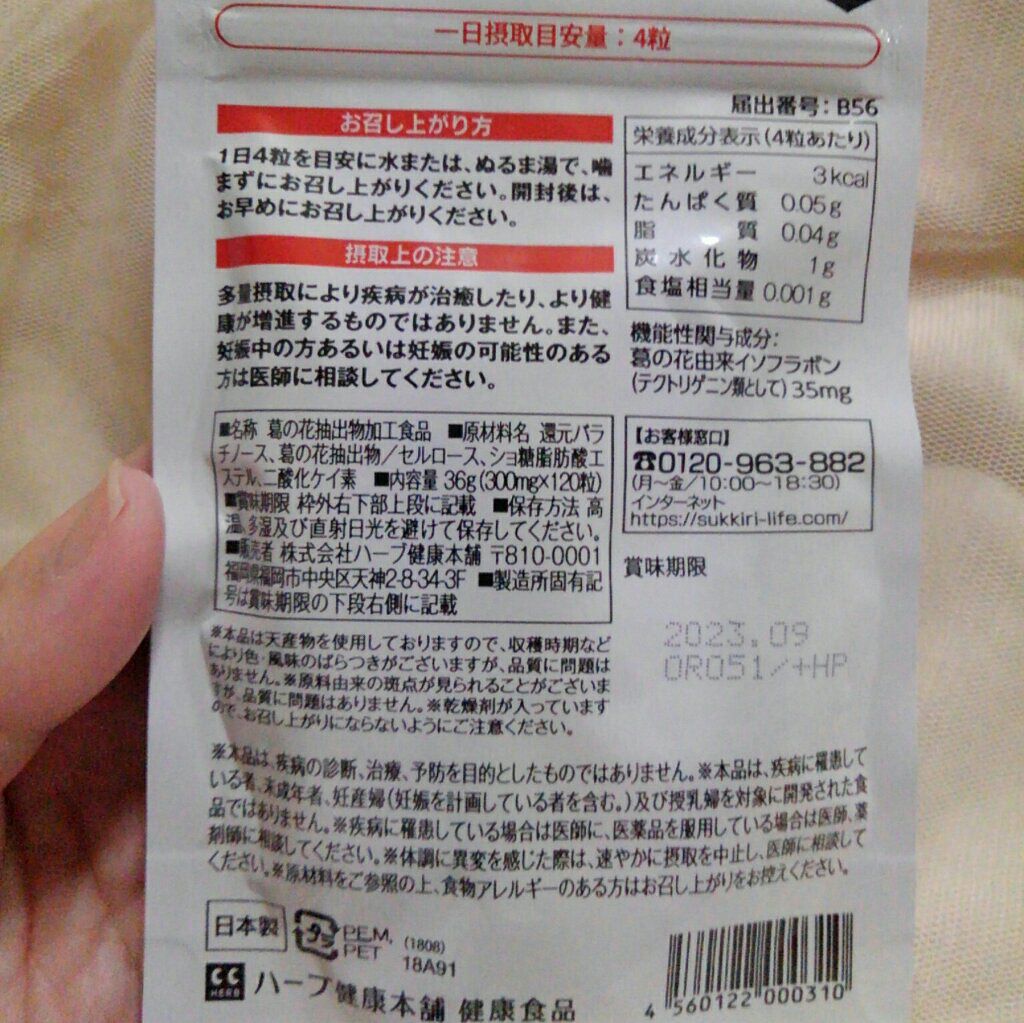 一日摂取目安量：4粒
届出番号：B56
お召し上がり方
1日4粒を目安に水または、ぬるま湯で、噛
まずにお召し上がりください。開封後は、
お早めにお召し上がりください。
摂取上の注意
多量摂取により疾病が治癒したり、より健
康が増進するものではありません。また、
妊娠中の方あるいは妊娠の可能性のある
方は医師に相談してください。
栄養成分表示(4粒あたり)
エネルギー 3kcal
たんぱく質 0.05g
脂質 0.04g
炭水化物 1g
食塩相当量 0.001g
機能性関与成分：
葛の花由来イソフラボン
(テクトリゲニン類として)35mg
■名称 葛の花抽出物加工食品 ■原材料名 還元パラ
チノース、葛の花抽出物／セルロース、ショ糖脂肪酸エ
ステル、二酸化ケイ素 ■内容量 36g(300mg×120粒)
■賞味期限 枠外右下部上段に記載 ■保存方法 高
温、多湿及び直射日光を避けて保存してください。
■販売者 株式会社ハーブ健康本舗 〒810-0001
福岡県福岡市中央区天神2-8-34-3F ■製造所固有記
号は賞味期限の下段右側に記載
【お客様窓口】
☎0120-963-882
(月～金/10:00～18:30)
インターネット
https://sukkiri-life.com/
賞味期限
2023.09
0R051/+HP
※本品は天産物を使用しておりますので、収穫時期など
により色・風味のばらつきがございますが、品質に問題は
ありません。※原料由来の斑点が見られることがございま
すが、品質に問題はありません。※乾燥剤が入っています
ので、お召し上がりにならないようにご注意ください。
※本品は、疾病の診断、治療、予防を目的としたものではありません。※本品は、疾病に罹患して
いる者、未成年者、妊産婦(妊娠を計画している者を含む。)及び授乳婦を対象に開発された食
品ではありません。※疾病に罹患している場合は医師に、医薬品を服用している場合は医師、薬
剤師に相談してください。※体調に異変を感じた際は、速やかに摂取を中止し、医師に相談して
ください。※原材料をご参照の上、食物アレルギーのある方はお召し上がりをお控えください。
日本製
プラ
PE.M,
PET
(1808)
18A91
HERB
ハーブ健康本舗 健康食品
4 560122 000310